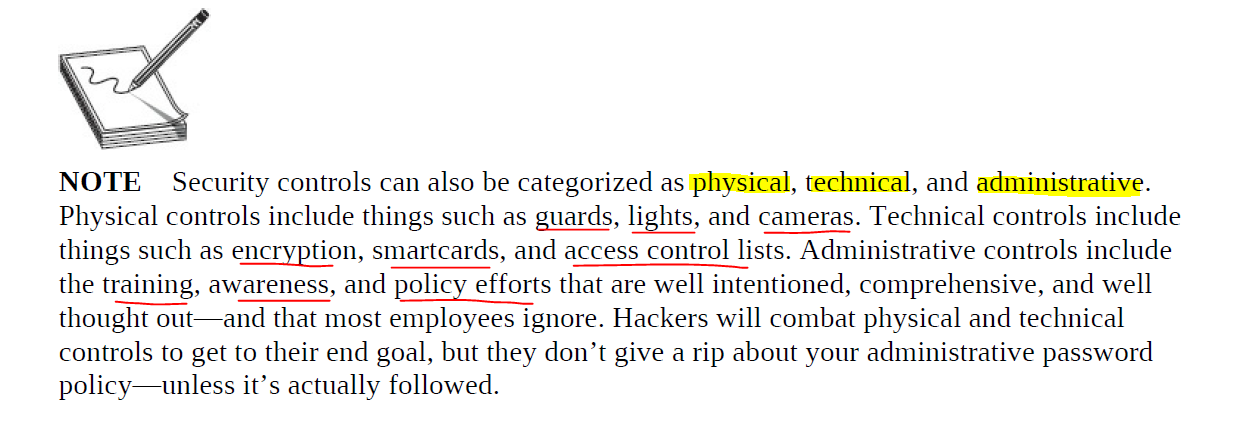 NOTE Security controls can also be categorized as physical, technical, and administrative.
Physical controls include things such as guards, lights, and cameras. Technical controls include
things such as encryption, smartcards, and access control lists. Administrative controls include
the training, awareness, and policy efforts that are well intentioned, comprehensive, and well
thought out—and that most employees ignore. Hackers will combat physical and technical
controls to get to their end goal, but they don’t give a rip about your administrative password
policy—unless it’s actually followed.